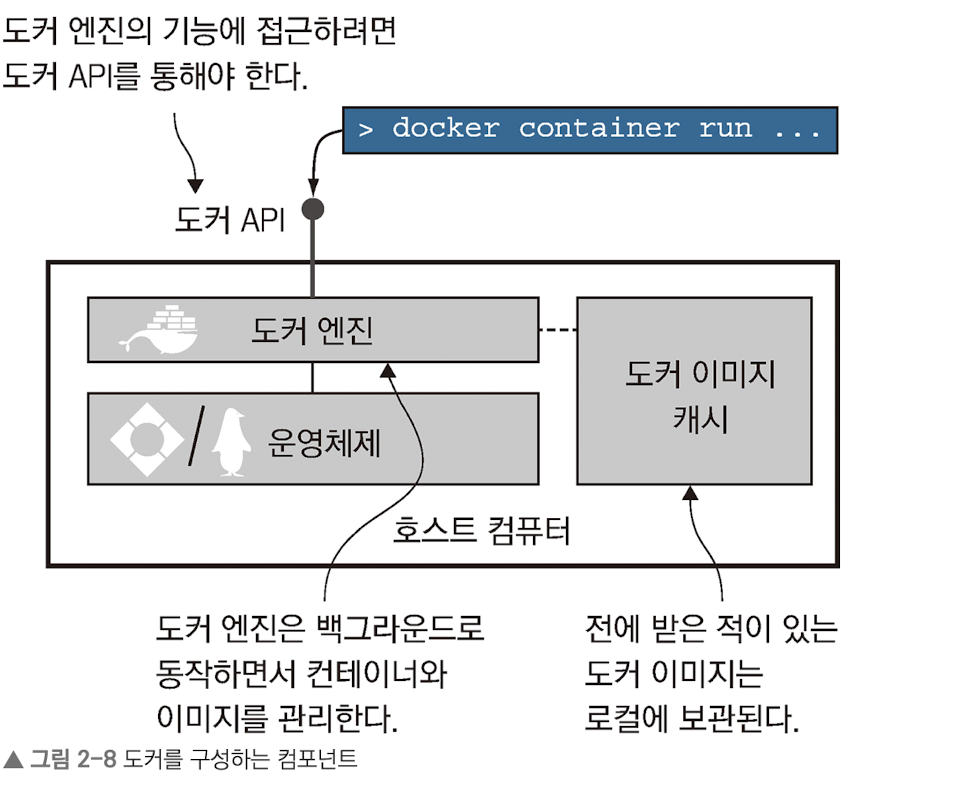 도커 엔진의 기능에 접근하려면
도커 API를 통해야 한다.
> docker container run ...
도커 API
도커 엔진
도커 이미지
캐시
운영체제
호스트 컴퓨터
도커 엔진은 백그라운드로
동작하면서 컨테이너와
이미지를 관리한다.
전에 받은 적이 있는
도커 이미지는
로컬에 보관된다.
▲ 그림 2-8 도커를 구성하는 컴포넌트